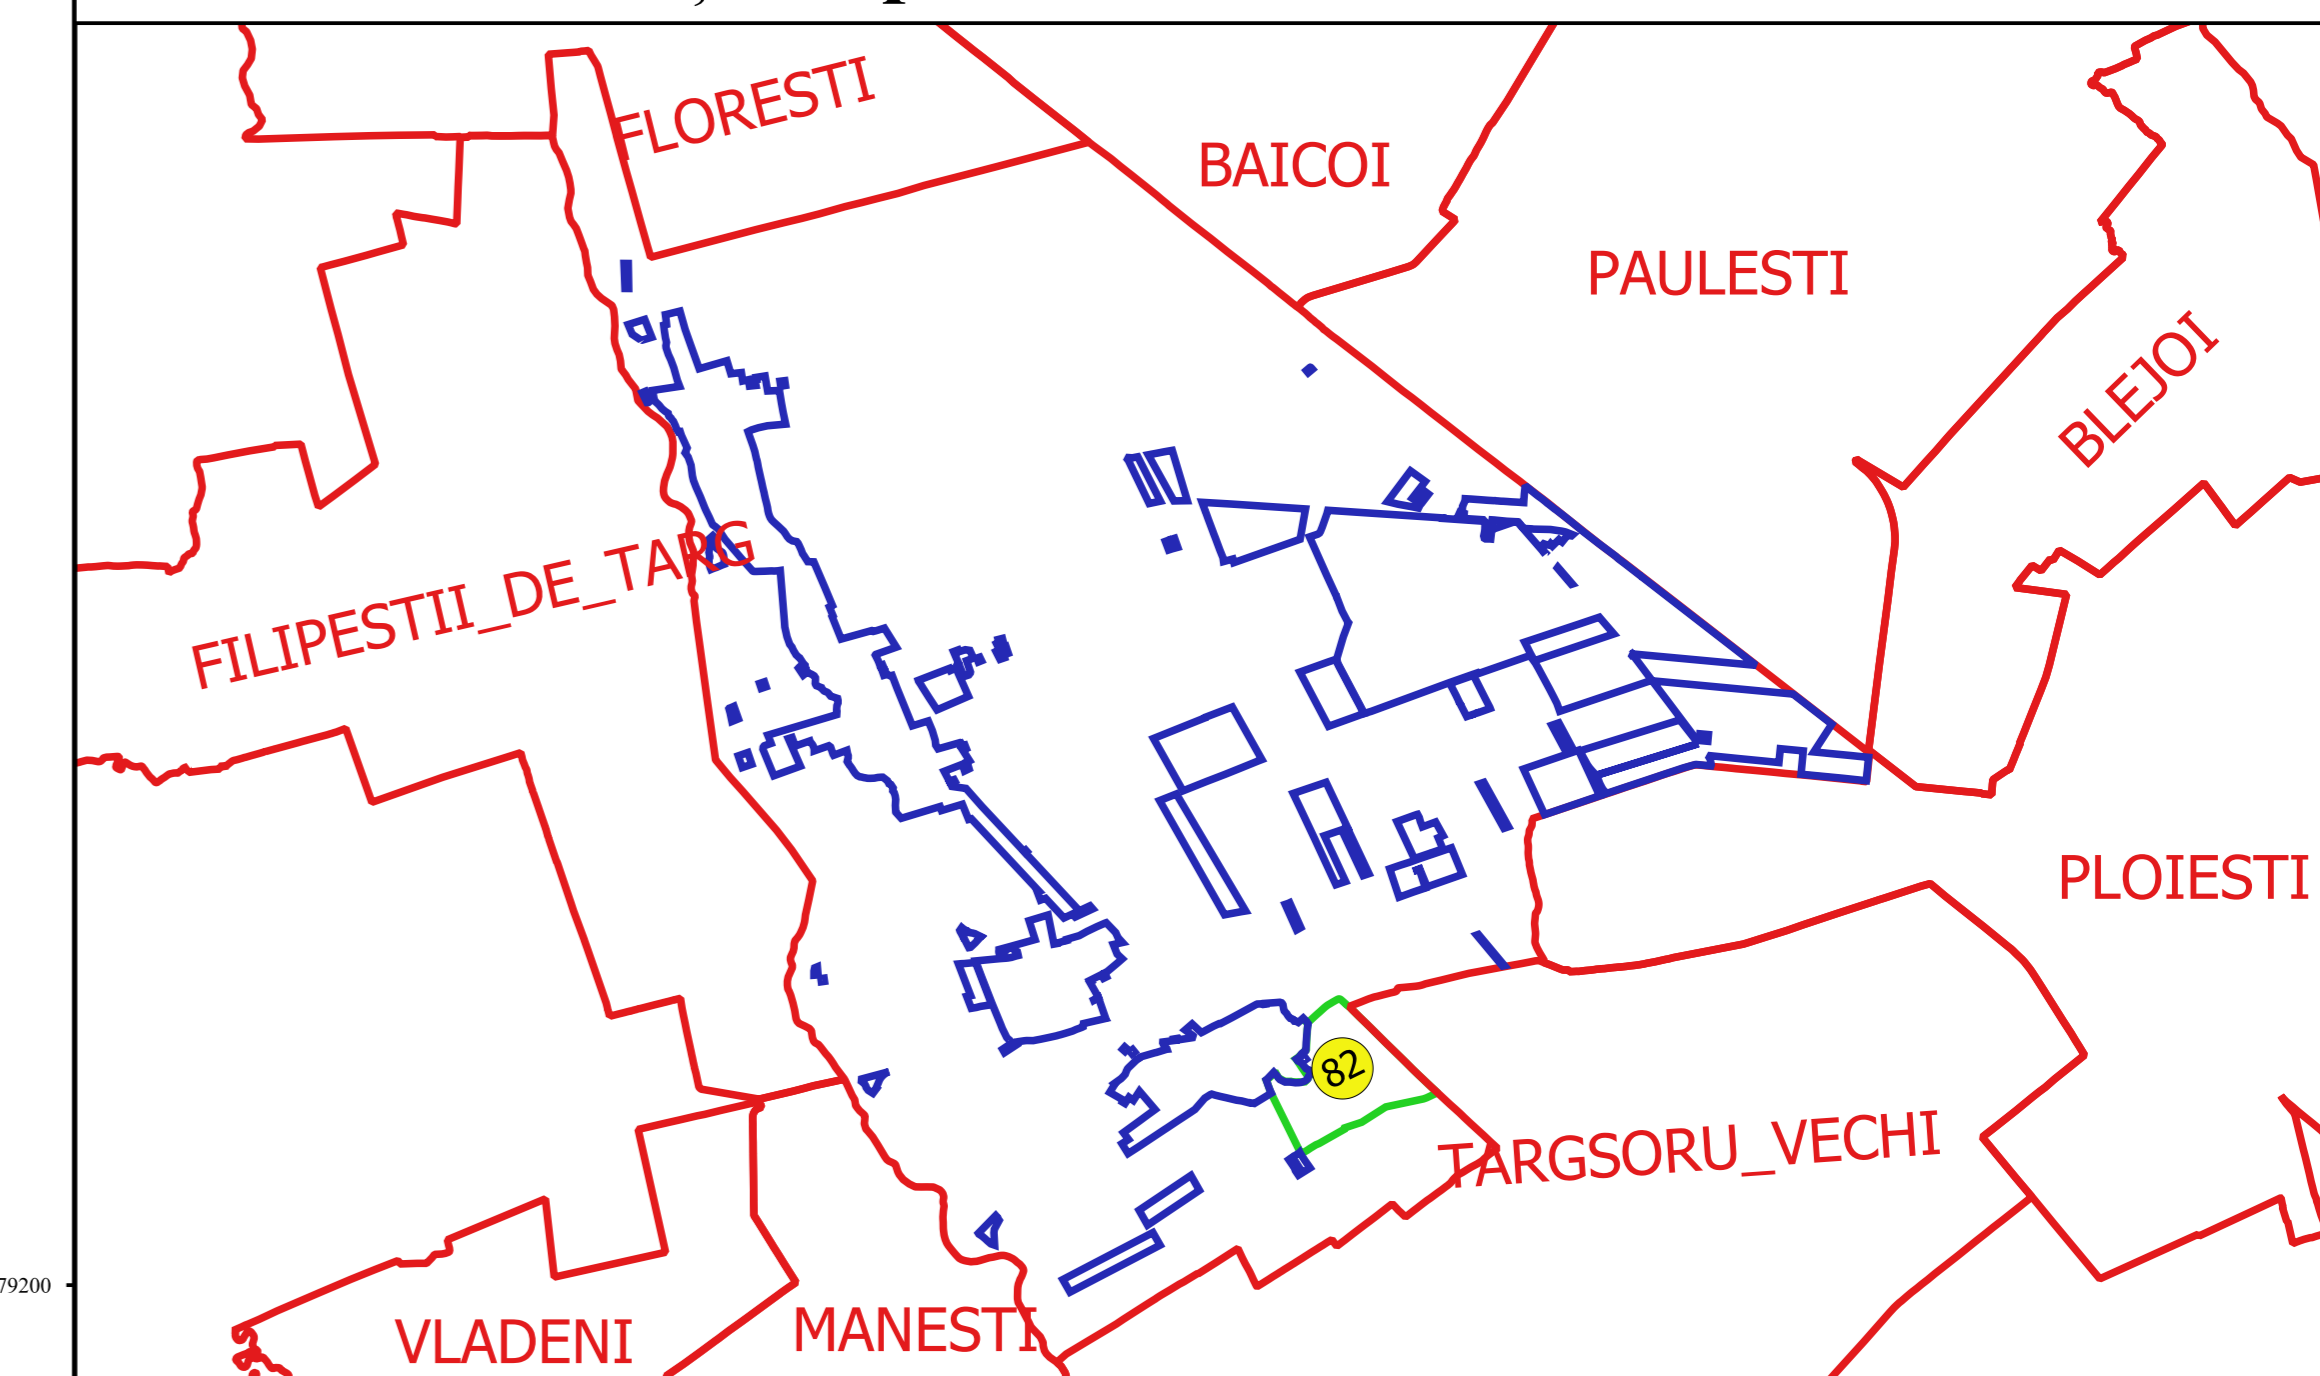 FLORESTI
BAICOI
PAULESTI
BLEJOI
FILIPESTII_DE_TARG
PLOIESTI
82
TARGSORU_VECHI
79200
VLADENI
MANESTI